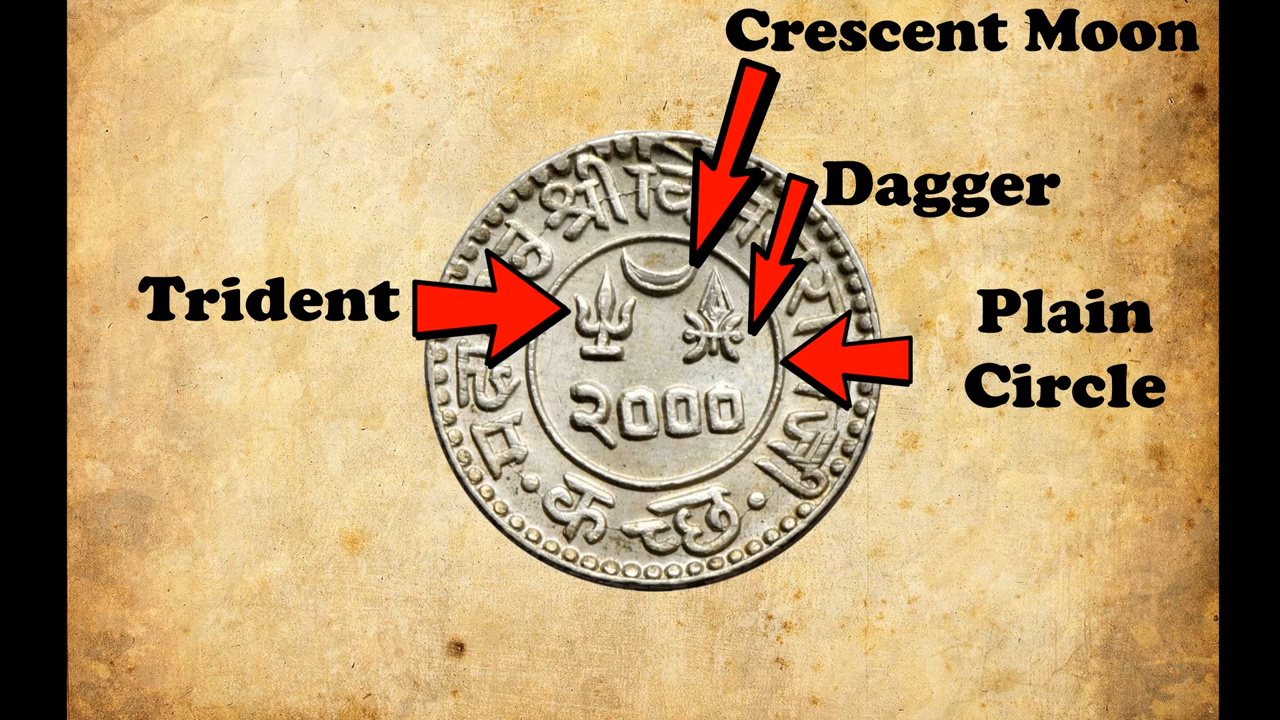 Crescent Moon
Dagger
Trident
Plain
Circle
२०००
कच्छ